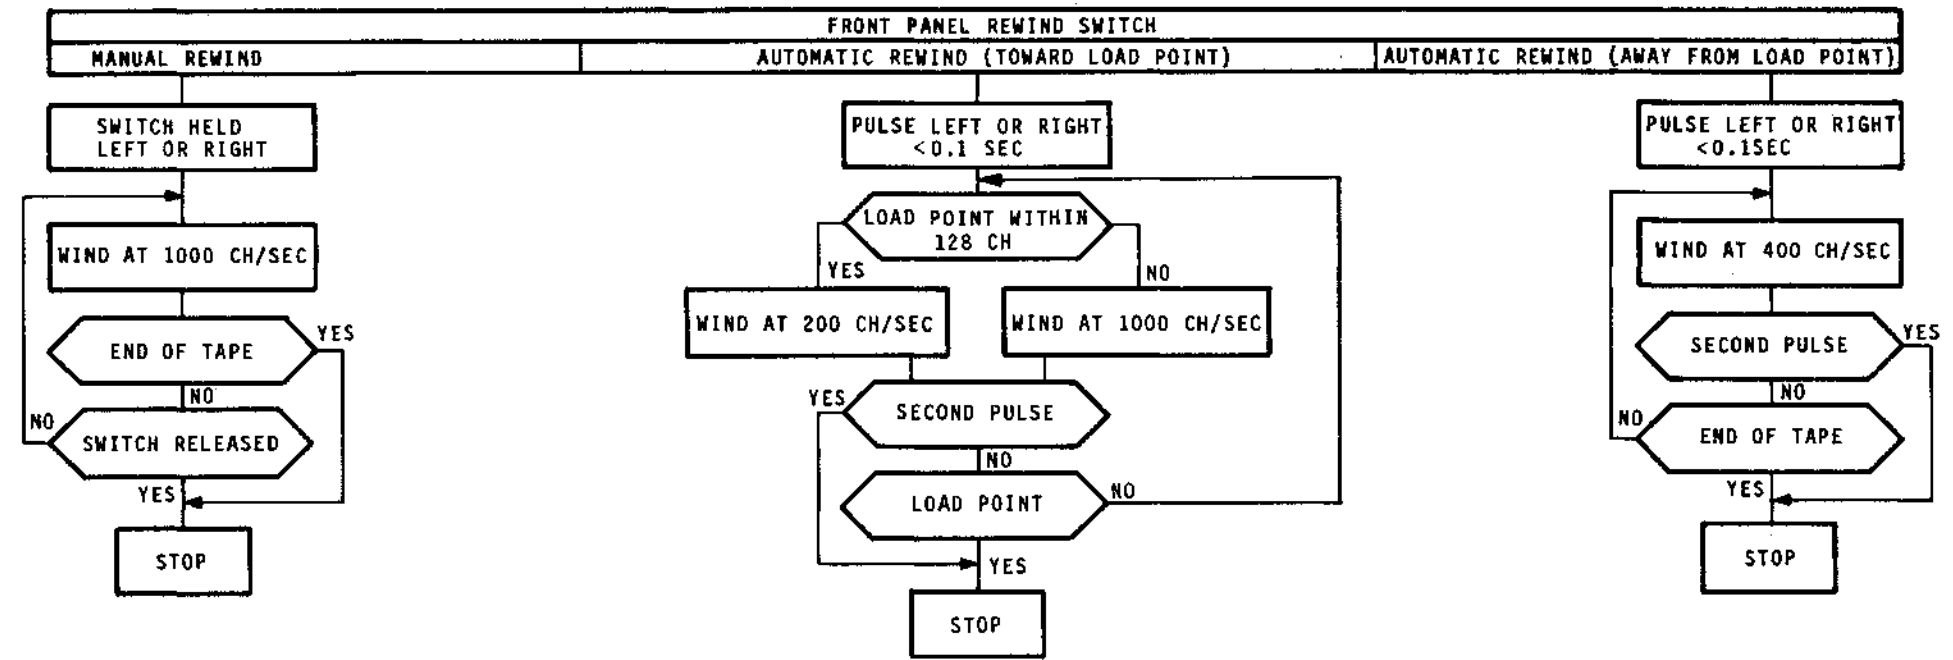 FRONT PANEL REWIND SWITCH
MANUAL REWIND
AUTOMATIC REWIND (TOWARD LOAD POINT)
AUTOMATIC REWIND (AWAY FROM LOAD POINT)
SWITCH HELD
LEFT OR RIGHT
WIND AT 1000 CH/SEC
END OF TAPE
YES
NO
SWITCH RELEASED
NO
YES
STOP
PULSE LEFT OR RIGHT
<0.1 SEC
LOAD POINT WITHIN
128 CH
YES
NO
WIND AT 200 CH/SEC
WIND AT 1000 CH/SEC
SECOND PULSE
YES
NO
LOAD POINT
NO
YES
STOP
PULSE LEFT OR RIGHT
<0.1SEC
WIND AT 400 CH/SEC
SECOND PULSE
YES
NO
END OF TAPE
NO
YES
STOP